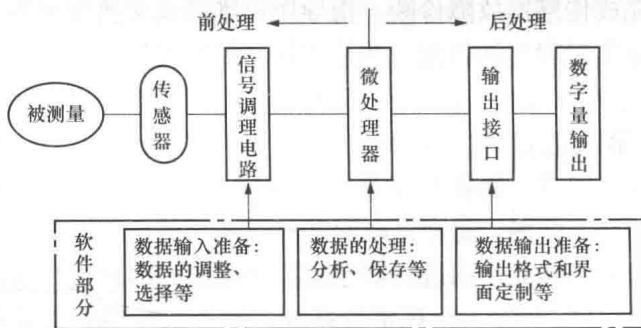 前处理
后处理
被测量
传感器
信号调理电路
微处理器
输出接口
数字量输出
软件部分
数据输入准备:
数据的调整、
选择等
数据的处理:
分析、保存等
数据输出准备:
输出格式和界
面定制等